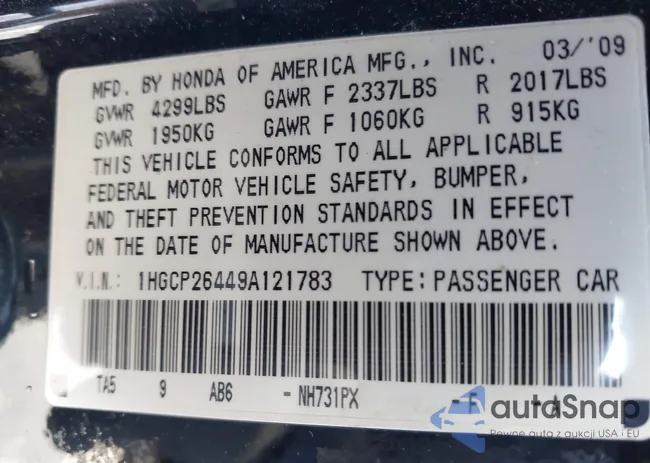 MFD. BY HONDA OF AMERICA MFG., INC. 03/'09
GVWR 4299LBS GAWR F 2337LBS R 2017LBS
GVWR 1950KG GAWR F 1060KG R 915KG
THIS VEHICLE CONFORMS TO ALL APPLICABLE
FEDERAL MOTOR VEHICLE SAFETY, BUMPER,
AND THEFT PREVENTION STANDARDS IN EFFECT
ON THE DATE OF MANUFACTURE SHOWN ABOVE.
V.I.N.: 1HGCP26449A121783 TYPE: PASSENGER CAR
TA5 9 AB6 -NH731PX -F
autaSnap
Pewne auta z aukcji USA i EU